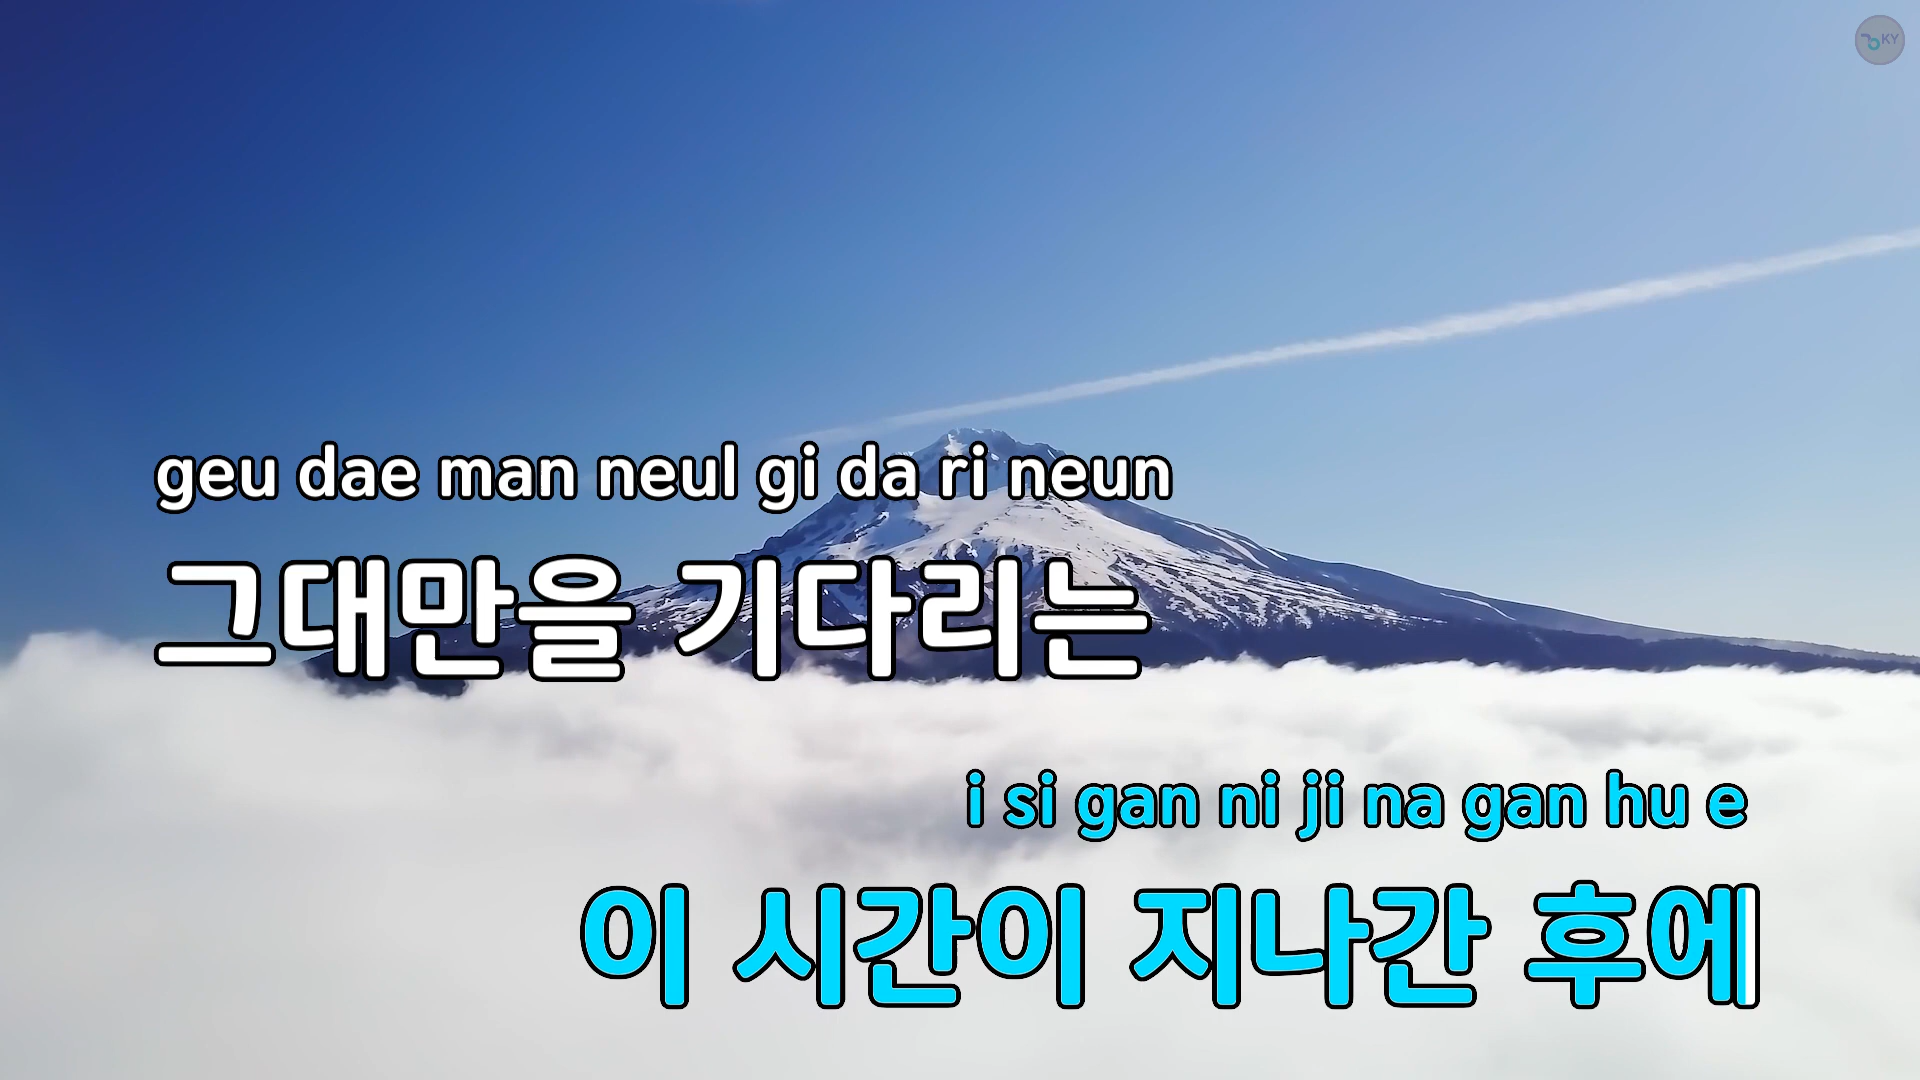 KY
geu dae man neul gi da ri neun
그대만을 기다리는
i si gan ni ji na gan hu e
이 시간이 지나간 후에